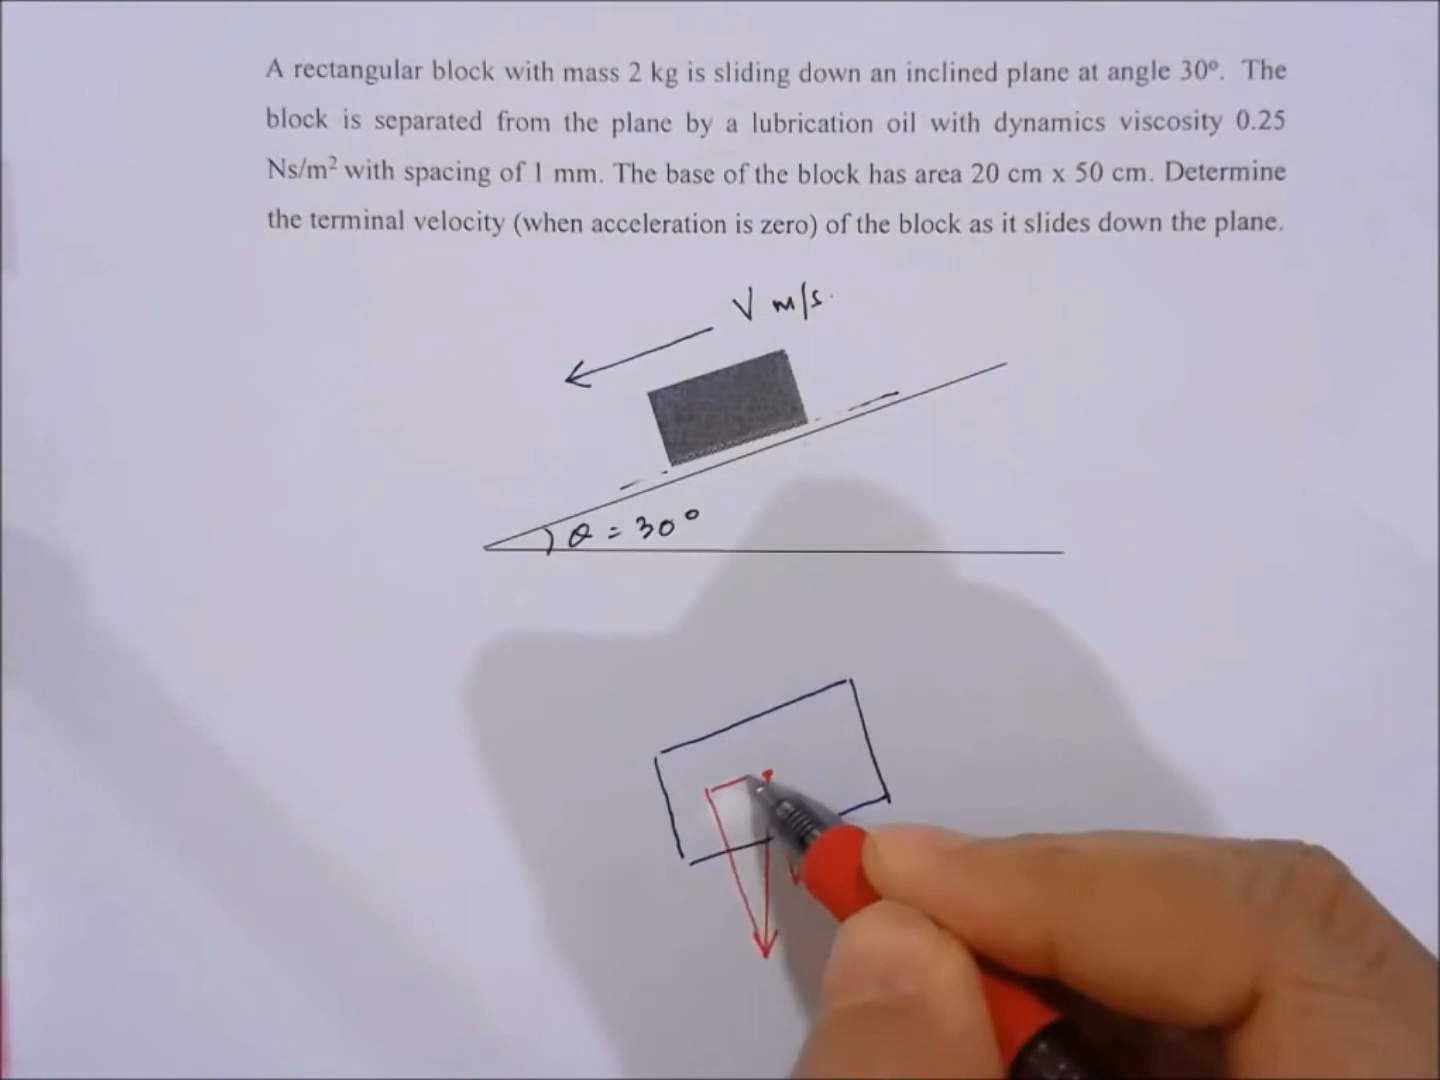 A rectangular block with mass 2 kg is sliding down an inclined plane at angle 30º. The
block is separated from the plane by a lubrication oil with dynamics viscosity 0.25
Ns/m² with spacing of 1 mm. The base of the block has area 20 cm x 50 cm. Determine
the terminal velocity (when acceleration is zero) of the block as it slides down the plane.
V m/s.
θ = 30°